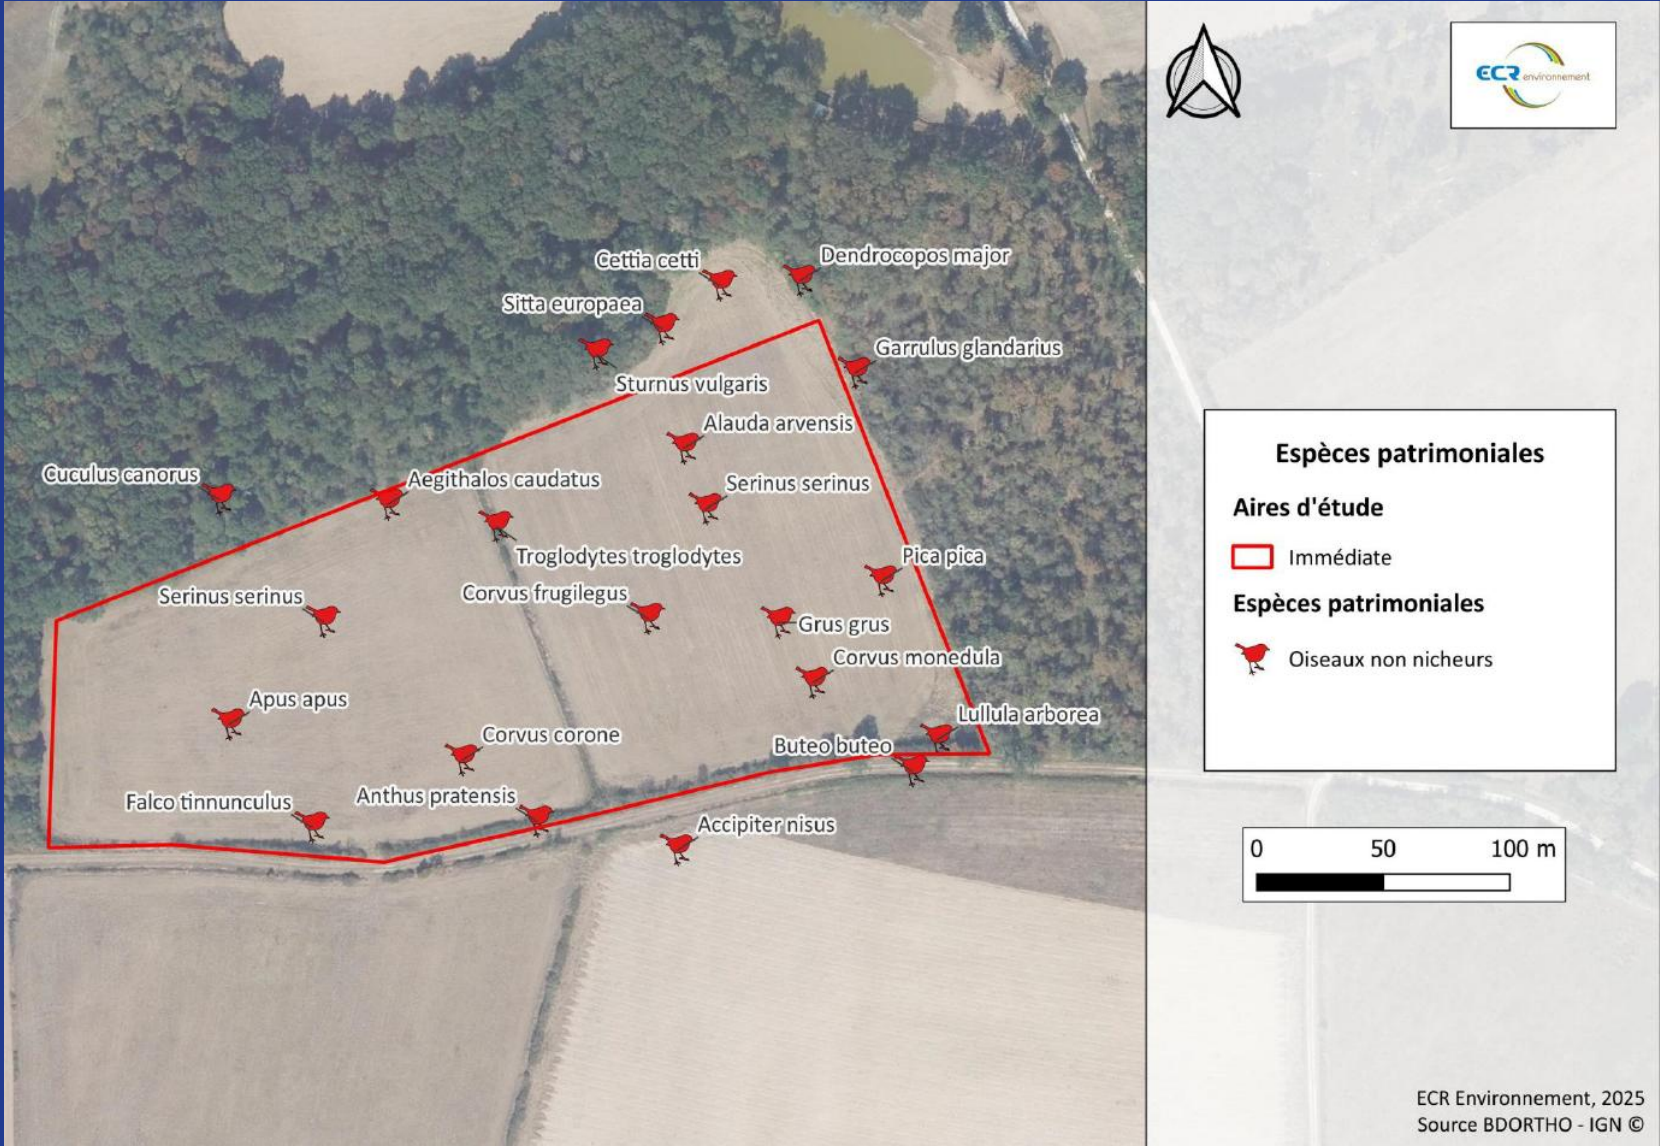 ECR environnement
Cettia cetti
Dendrocopos major
Sitta europaea
Garrulus glandarius
Sturnus vulgaris
Alauda arvensis
Cuculus canorus
Aegithalos caudatus
Serinus serinus
Troglodytes troglodytes
Pica pica
Serinus serinus
Corvus frugilegus
Grus grus
Corvus monedula
Apus apus
Lullula arborea
Corvus corone
Buteo buteo
Falco tinnunculus
Anthus pratensis
Accipiter nisus
Espèces patrimoniales
Aires d'étude
Immédiate
Espèces patrimoniales
Oiseaux non nicheurs
0 50 100 m
ECR Environnement, 2025
Source BDORTHO - IGN ©